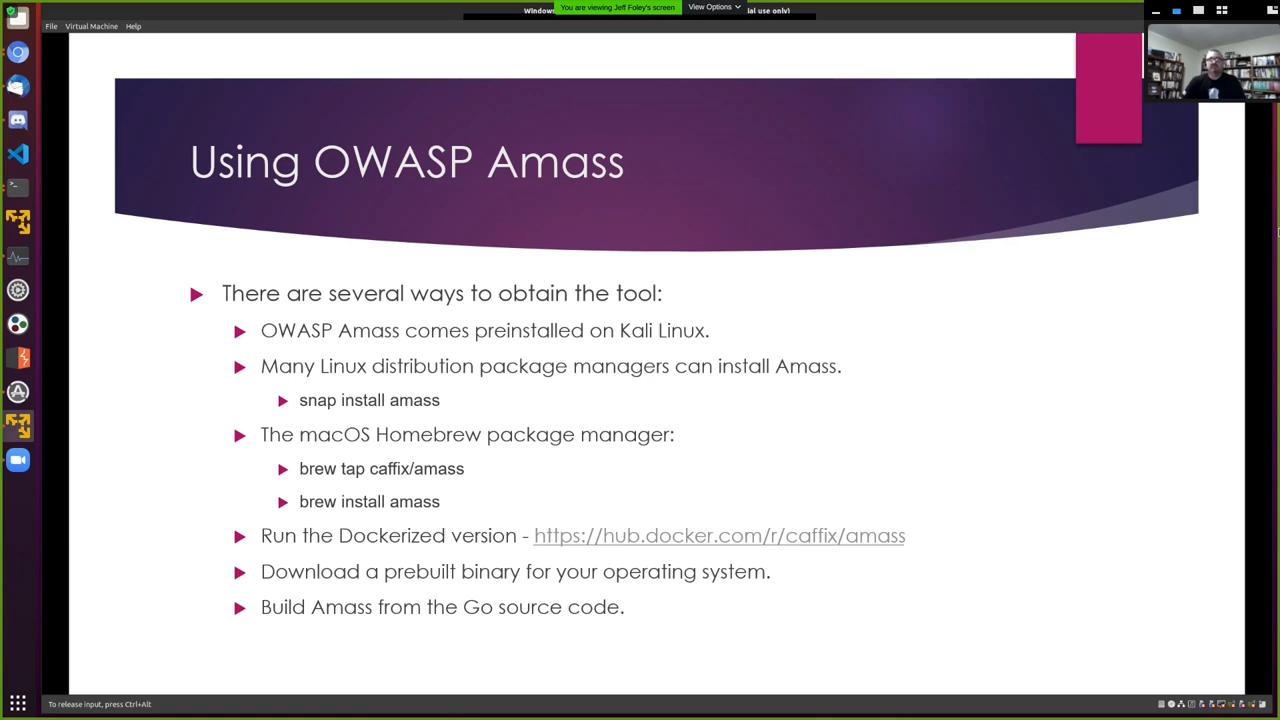 Windows
You are viewing Jeff Foley's screen
View Options
ial use only)
File Virtual Machine Help
Using OWASP Amass
There are several ways to obtain the tool:
OWASP Amass comes preinstalled on Kali Linux.
Many Linux distribution package managers can install Amass.
snap install amass
The macOS Homebrew package manager:
brew tap caffix/amass
brew install amass
Run the Dockerized version - https://hub.docker.com/r/caffix/amass
Download a prebuilt binary for your operating system.
Build Amass from the Go source code.
To release input, press Ctrl+Alt